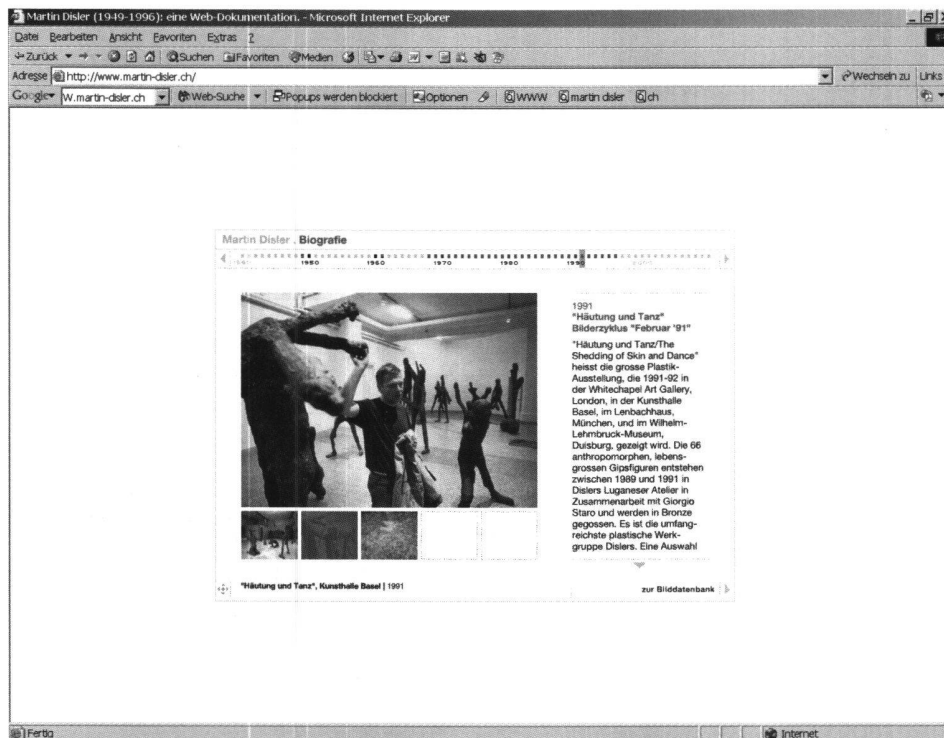 Martin Disler (1949-1996): eine Web-Dokumentation. - Microsoft Internet Explorer
Datei Bearbeiten Ansicht Favoriten Extras ?
Zurück Suchen Favoriten Medien
Adresse http://www.martin-disler.ch/ Wechseln zu Links
Google W.martin-disler.ch Web-Suche Popups werden blockiert Optionen WWW martin disler ch
Martin Disler . Biografie
1950 1960 1970 1980 1990
1991
"Häutung und Tanz"
Bilderzyklus "Februar '91"
"Häutung und Tanz/The
Shedding of Skin and Dance"
heisst die grosse Plastik-
Ausstellung, die 1991-92 in
der Whitechapel Art Gallery,
London, in der Kunsthalle
Basel, im Lenbachhaus,
München, und im Wilhelm-
Lehmbruck-Museum,
Duisburg, gezeigt wird. Die 66
anthropomorphen, lebens-
grossen Gipsfiguren entstehen
zwischen 1989 und 1991 in
Dislers Luganeser Atelier in
Zusammenarbeit mit Giorgio
Staro und werden in Bronze
gegossen. Es ist die umfang-
reichste plastische Werk-
gruppe Dislers. Eine Auswahl
"Häutung und Tanz", Kunsthalle Basel | 1991
zur Bilddatenbank
Fertig Internet